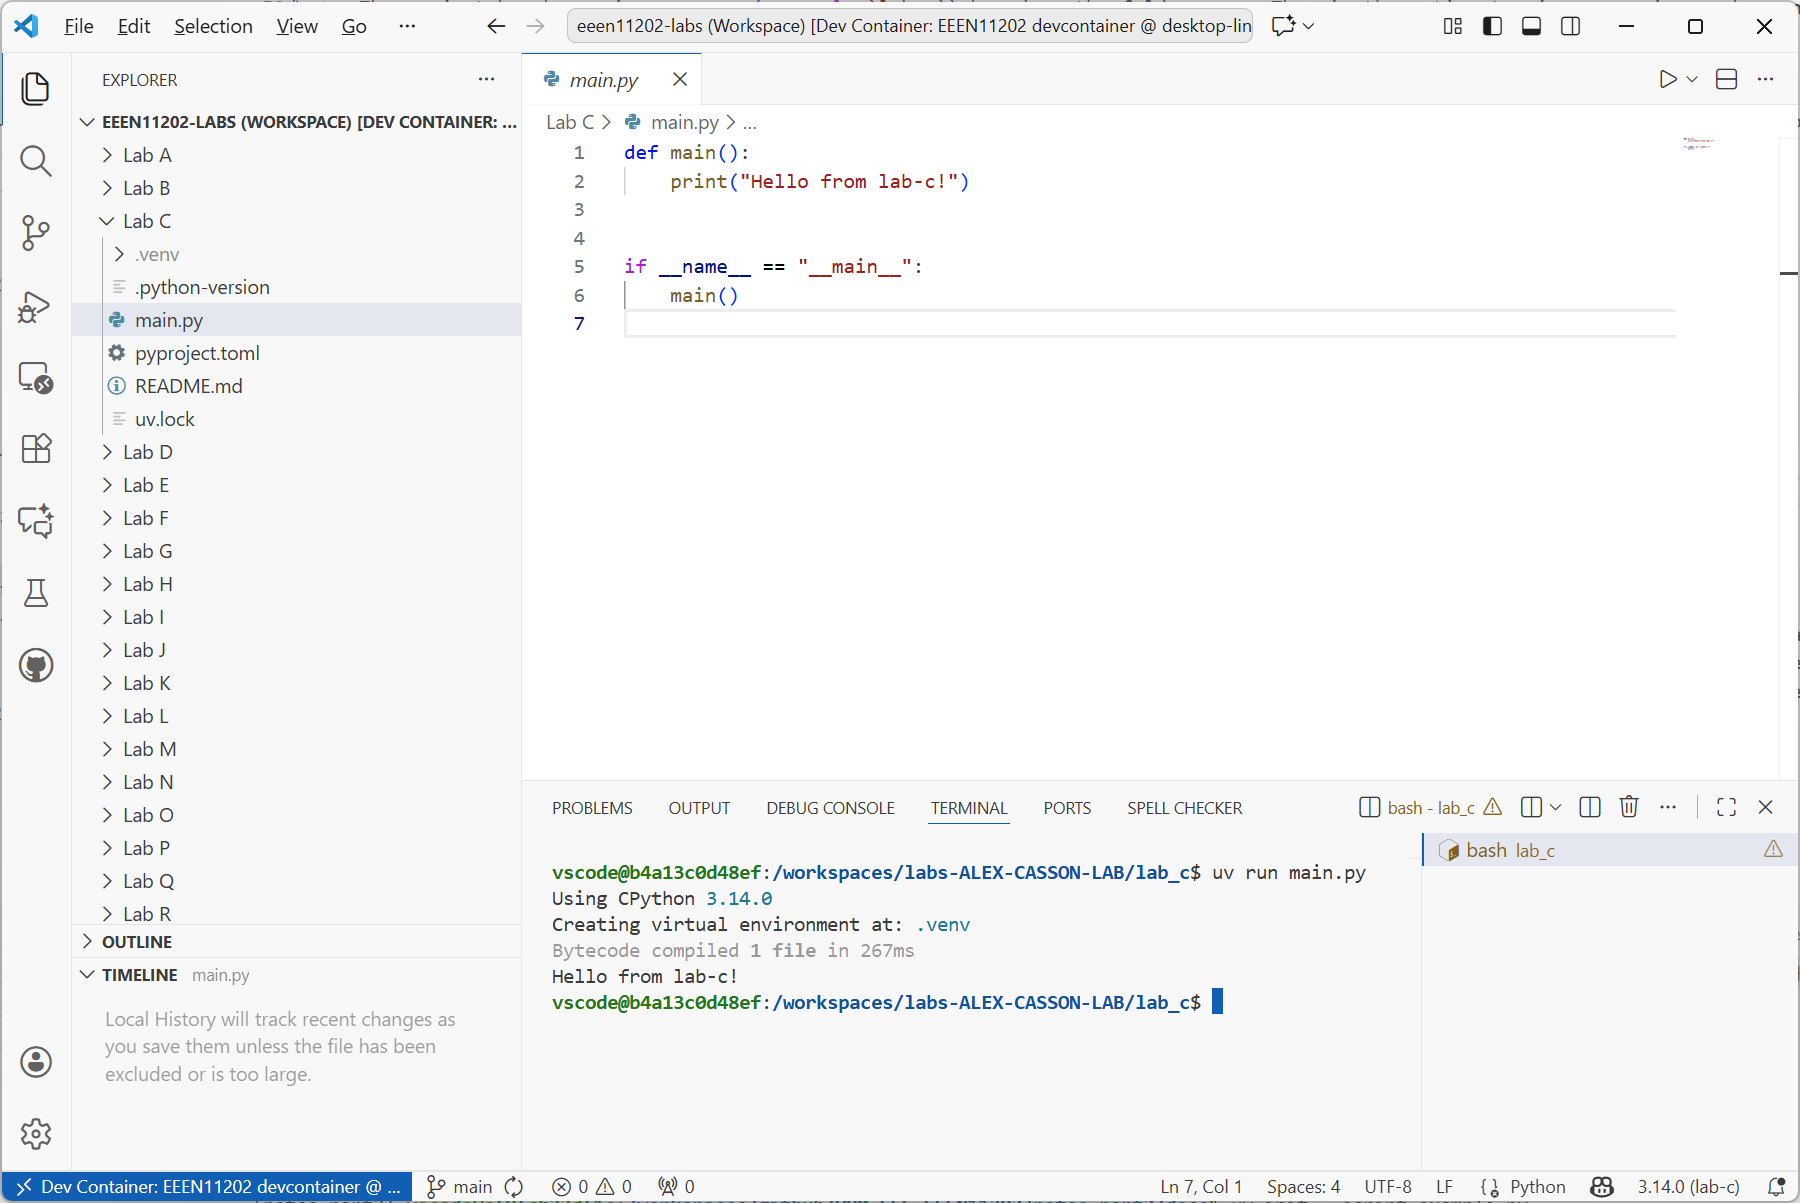 File Edit Selection View Go ···
eeen11202-labs (Workspace) [Dev Container: EEEN11202 devcontainer @ desktop-lin
EXPLORER
EEEN11202-LABS (WORKSPACE) [DEV CONTAINER: ...
Lab A
Lab B
Lab C
.venv
.python-version
main.py
pyproject.toml
README.md
uv.lock
Lab D
Lab E
Lab F
Lab G
Lab H
Lab I
Lab J
Lab K
Lab L
Lab M
Lab N
Lab O
Lab P
Lab Q
Lab R
OUTLINE
TIMELINE main.py
Local History will track recent changes as
you save them unless the file has been
excluded or is too large.
main.py
Lab C > main.py > ...
1 def main():
2     print("Hello from lab-c!")
3
4
5 if __name__ == "__main__":
6     main()
7
PROBLEMS OUTPUT DEBUG CONSOLE TERMINAL PORTS SPELL CHECKER
bash - lab_c
vscode@b4a13c0d48ef:/workspaces/labs-ALEX-CASSON-LAB/lab_c$ uv run main.py
Using CPython 3.14.0
Creating virtual environment at: .venv
Bytecode compiled 1 file in 267ms
Hello from lab-c!
vscode@b4a13c0d48ef:/workspaces/labs-ALEX-CASSON-LAB/lab_c$
bash lab_c
Dev Container: EEEN11202 devcontainer @ ... main 0 0 0 Ln 7, Col 1 Spaces: 4 UTF-8 LF Python 3.14.0 (lab-c)